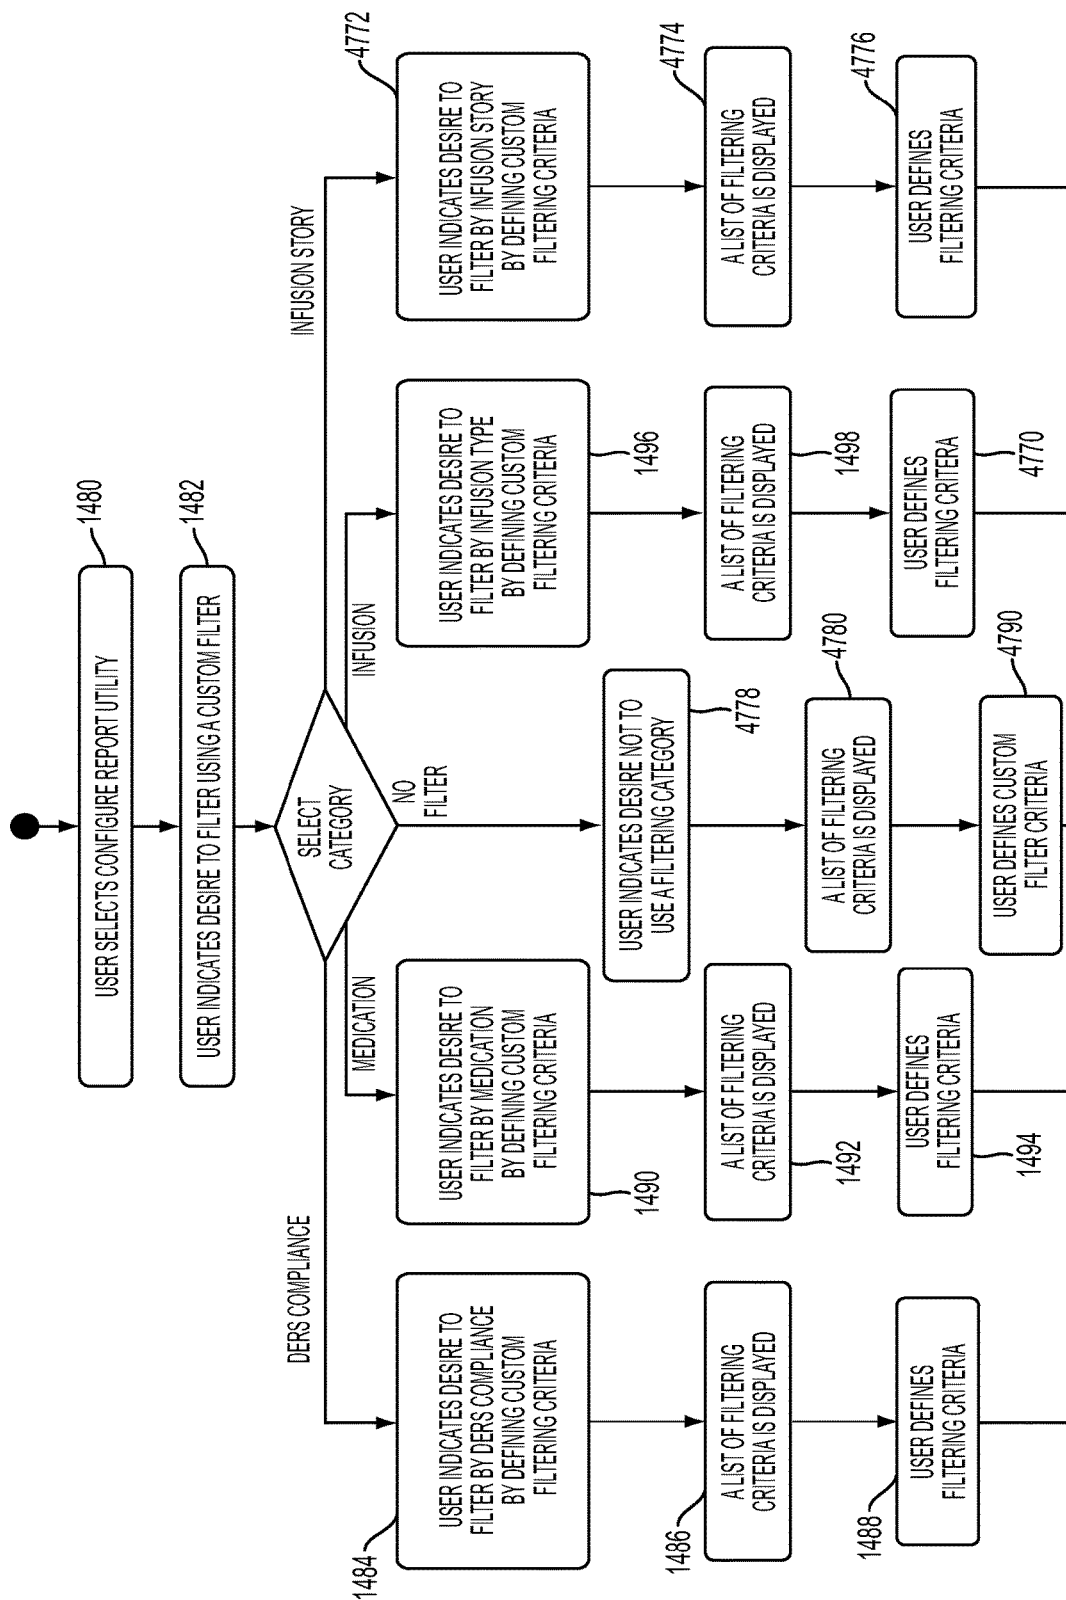 USER SELECTS CONFIGURE REPORT UTILITY
1480
USER INDICATES DESIRE TO FILTER USING A CUSTOM FILTER
1482
SELECT
CATEGORY
DERS COMPLIANCE
MEDICATION
NO
FILTER
INFUSION
INFUSION STORY
USER INDICATES DESIRE TO
FILTER BY DERS COMPLIANCE
BY DEFINING CUSTOM
FILTERING CRITERIA
1484
A LIST OF FILTERING
CRITERIA IS DISPLAYED
1486
USER DEFINES
FILTERING CRITERIA
1488
USER INDICATES DESIRE TO
FILTER BY MEDICATION
BY DEFINING CUSTOM
FILTERING CRITERIA
1490
A LIST OF FILTERING
CRITERIA IS DISPLAYED
1492
USER DEFINES
FILTERING CRITERIA
1494
USER INDICATES DESIRE NOT TO
USE A FILTERING CATEGORY
4778
A LIST OF FILTERING
CRITERIA IS DISPLAYED
4780
USER DEFINES CUSTOM
FILTER CRITERIA
4790
USER INDICATES DESIRE TO
FILTER BY INFUSION TYPE
BY DEFINING CUSTOM
FILTERING CRITERIA
1496
A LIST OF FILTERING
CRITERIA IS DISPLAYED
1498
USER DEFINES
FILTERING CRITERA
4770
USER INDICATES DESIRE TO
FILTER BY INFUSION STORY
BY DEFINING CUSTOM
FILTERING CRITERIA
4772
A LIST OF FILTERING
CRITERIA IS DISPLAYED
4774
USER DEFINES
FILTERING CRITERIA
4776